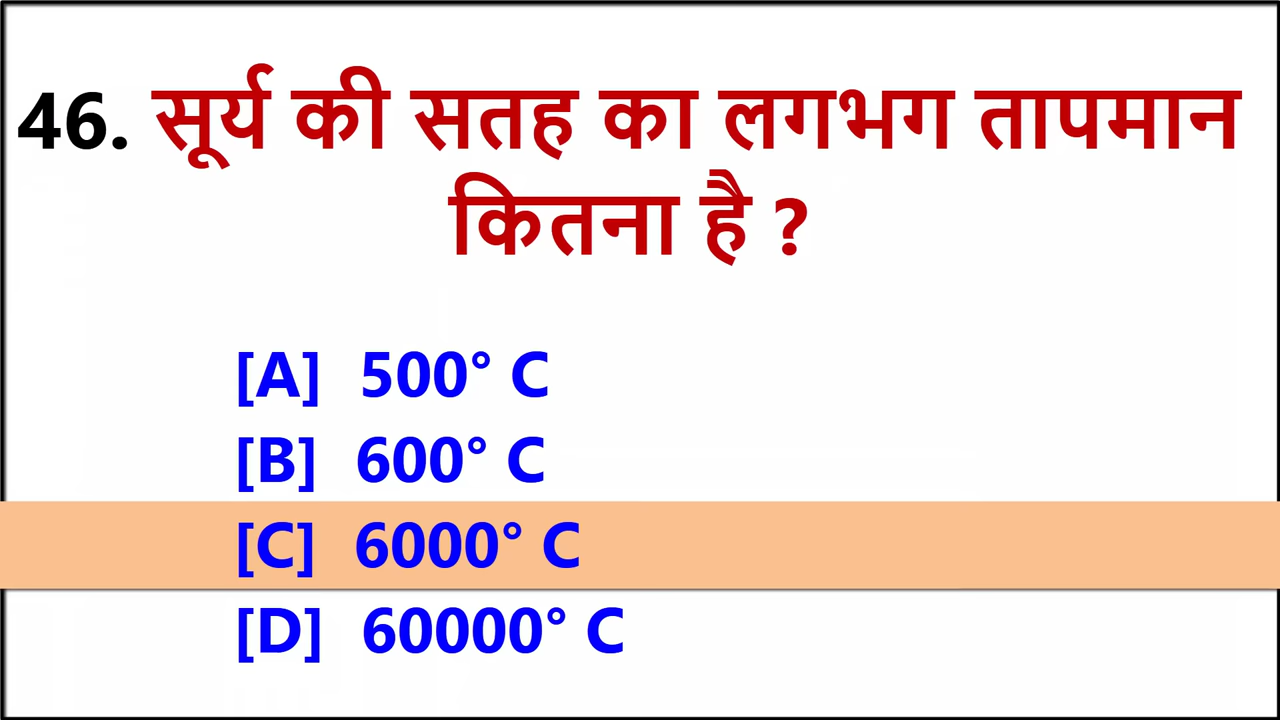 46. सूर्य की सतह का लगभग तापमान
कितना है ?
[A] 500° C
[B] 600° C
[C] 6000° C
[D] 60000° C